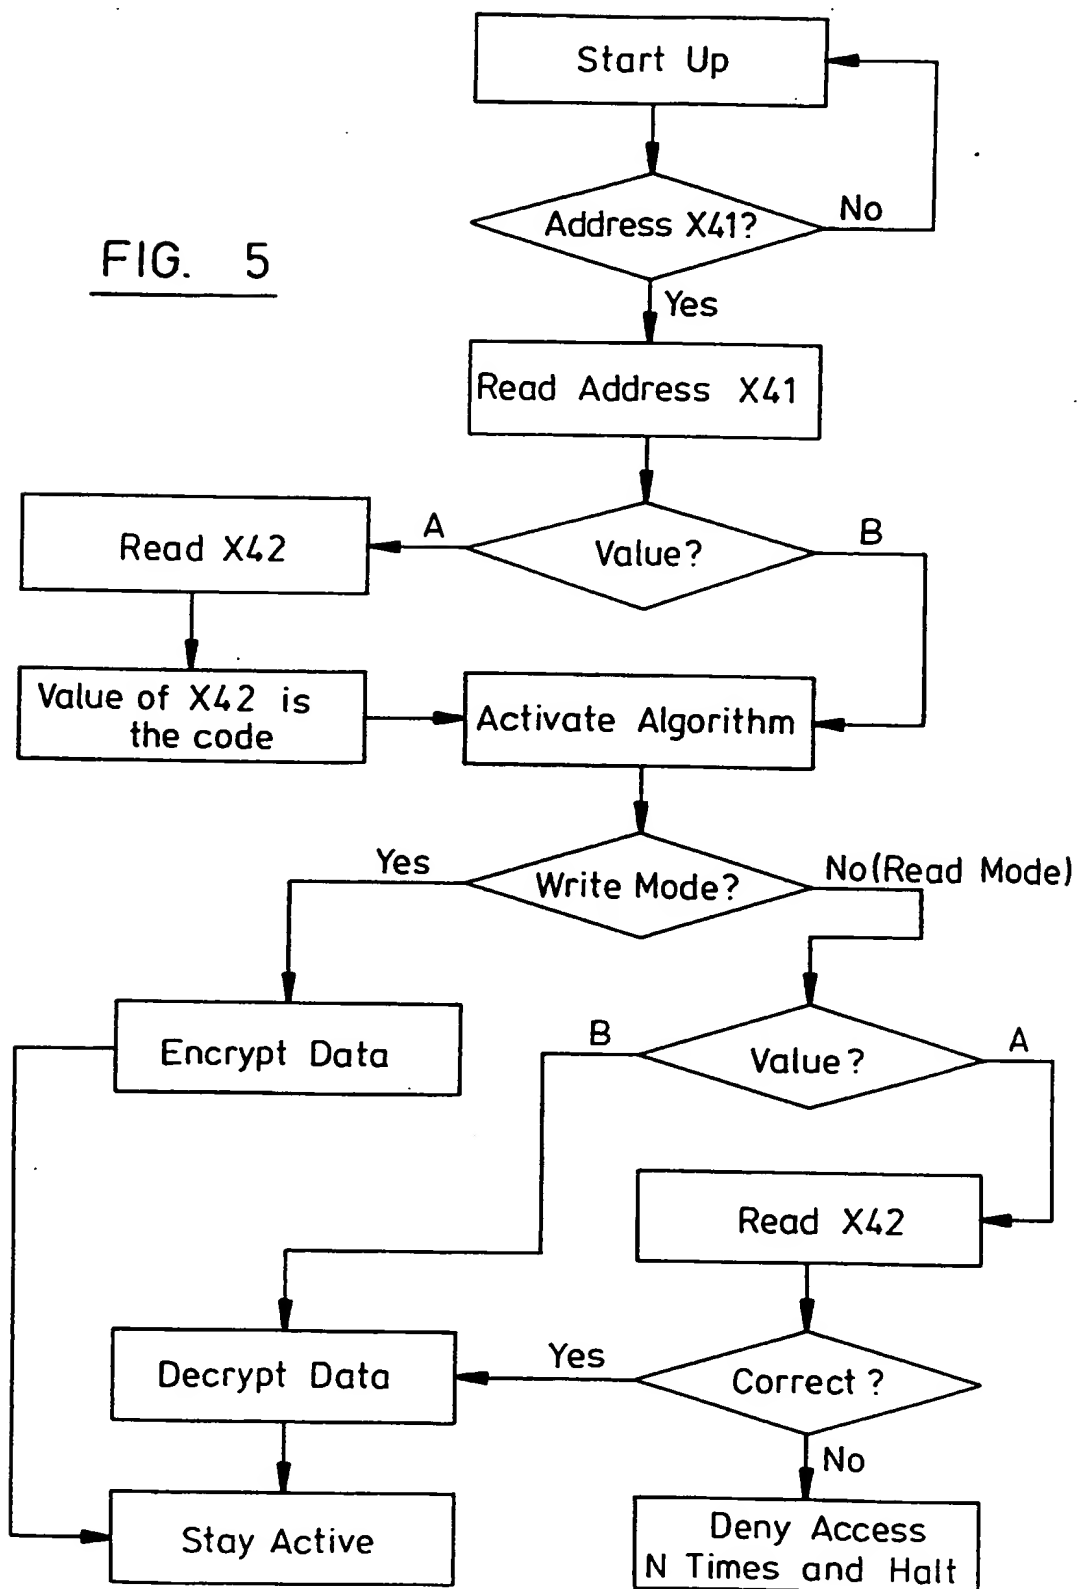 Start Up
Address X41?
No
FIG. 5
Yes
Read Address X41
A
B
Read X42
Value?
Value of X42 is
the code
Activate Algorithm
Yes
No(Read Mode)
Write Mode?
Encrypt Data
B
A
Value?
Read X42
Decrypt Data
Yes
Correct?
No
Stay Active
Deny Access
N Times and Halt